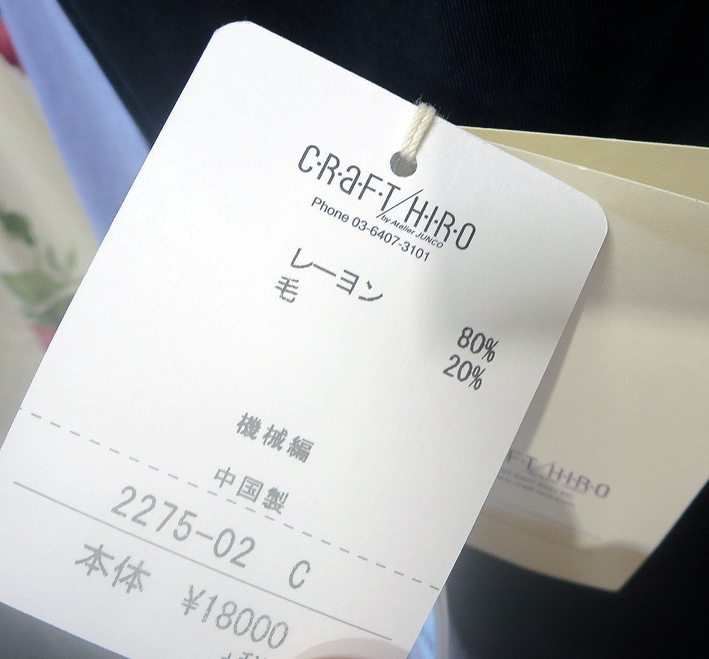 C·R·a·F·T/H·I·R·O
by Atelier JUNCO
Phone 03-6407-3101
レーヨン 80%
毛 20%
機械編
中国製
2275-02 C
本体 ¥18000
FT/H·I·R·O